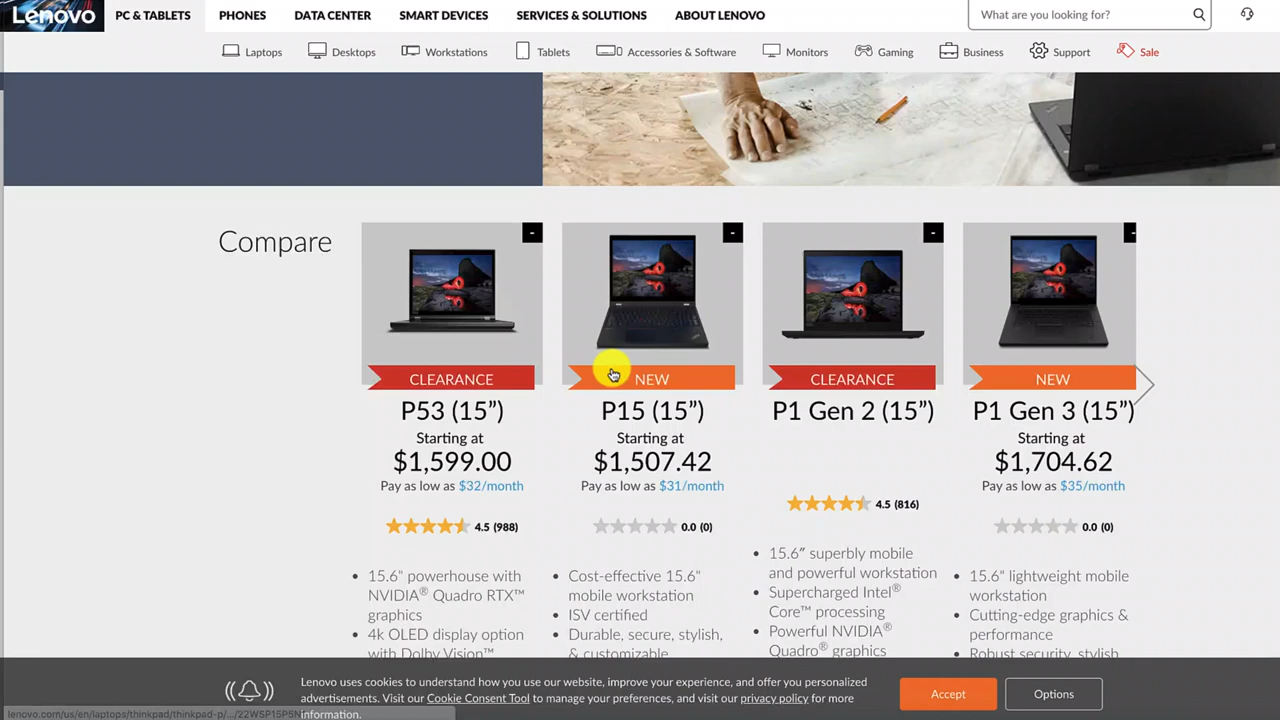 Lenovo
PC & TABLETS PHONES DATA CENTER SMART DEVICES SERVICES & SOLUTIONS ABOUT LENOVO
What are you looking for?
Laptops Desktops Workstations Tablets Accessories & Software Monitors Gaming Business Support Sale
Compare
CLEARANCE
P53 (15”)
Starting at
$1,599.00
Pay as low as $32/month
4.5 (988)
• 15.6" powerhouse with
NVIDIA® Quadro RTX™
graphics
• 4k OLED display option
with Dolby Vision™
NEW
P15 (15”)
Starting at
$1,507.42
Pay as low as $31/month
0.0 (0)
• Cost-effective 15.6"
mobile workstation
• ISV certified
• Durable, secure, stylish,
& customizable
CLEARANCE
P1 Gen 2 (15”)
4.5 (816)
• 15.6″ superbly mobile
and powerful workstation
• Supercharged Intel®
Core™ processing
• Powerful NVIDIA®
Quadro® graphics
NEW
P1 Gen 3 (15”)
Starting at
$1,704.62
Pay as low as $35/month
0.0 (0)
• 15.6" lightweight mobile
workstation
• Cutting-edge graphics &
performance
• Robust security, stylish
Lenovo uses cookies to understand how you use our website, improve your experience, and offer you personalized
advertisements. Visit our Cookie Consent Tool to manage your preferences, and visit our privacy policy for more
information.
Accept
Options
lenovo.com/us/en/laptops/thinkpad/thinkpad-p/.../22WSP15P5N